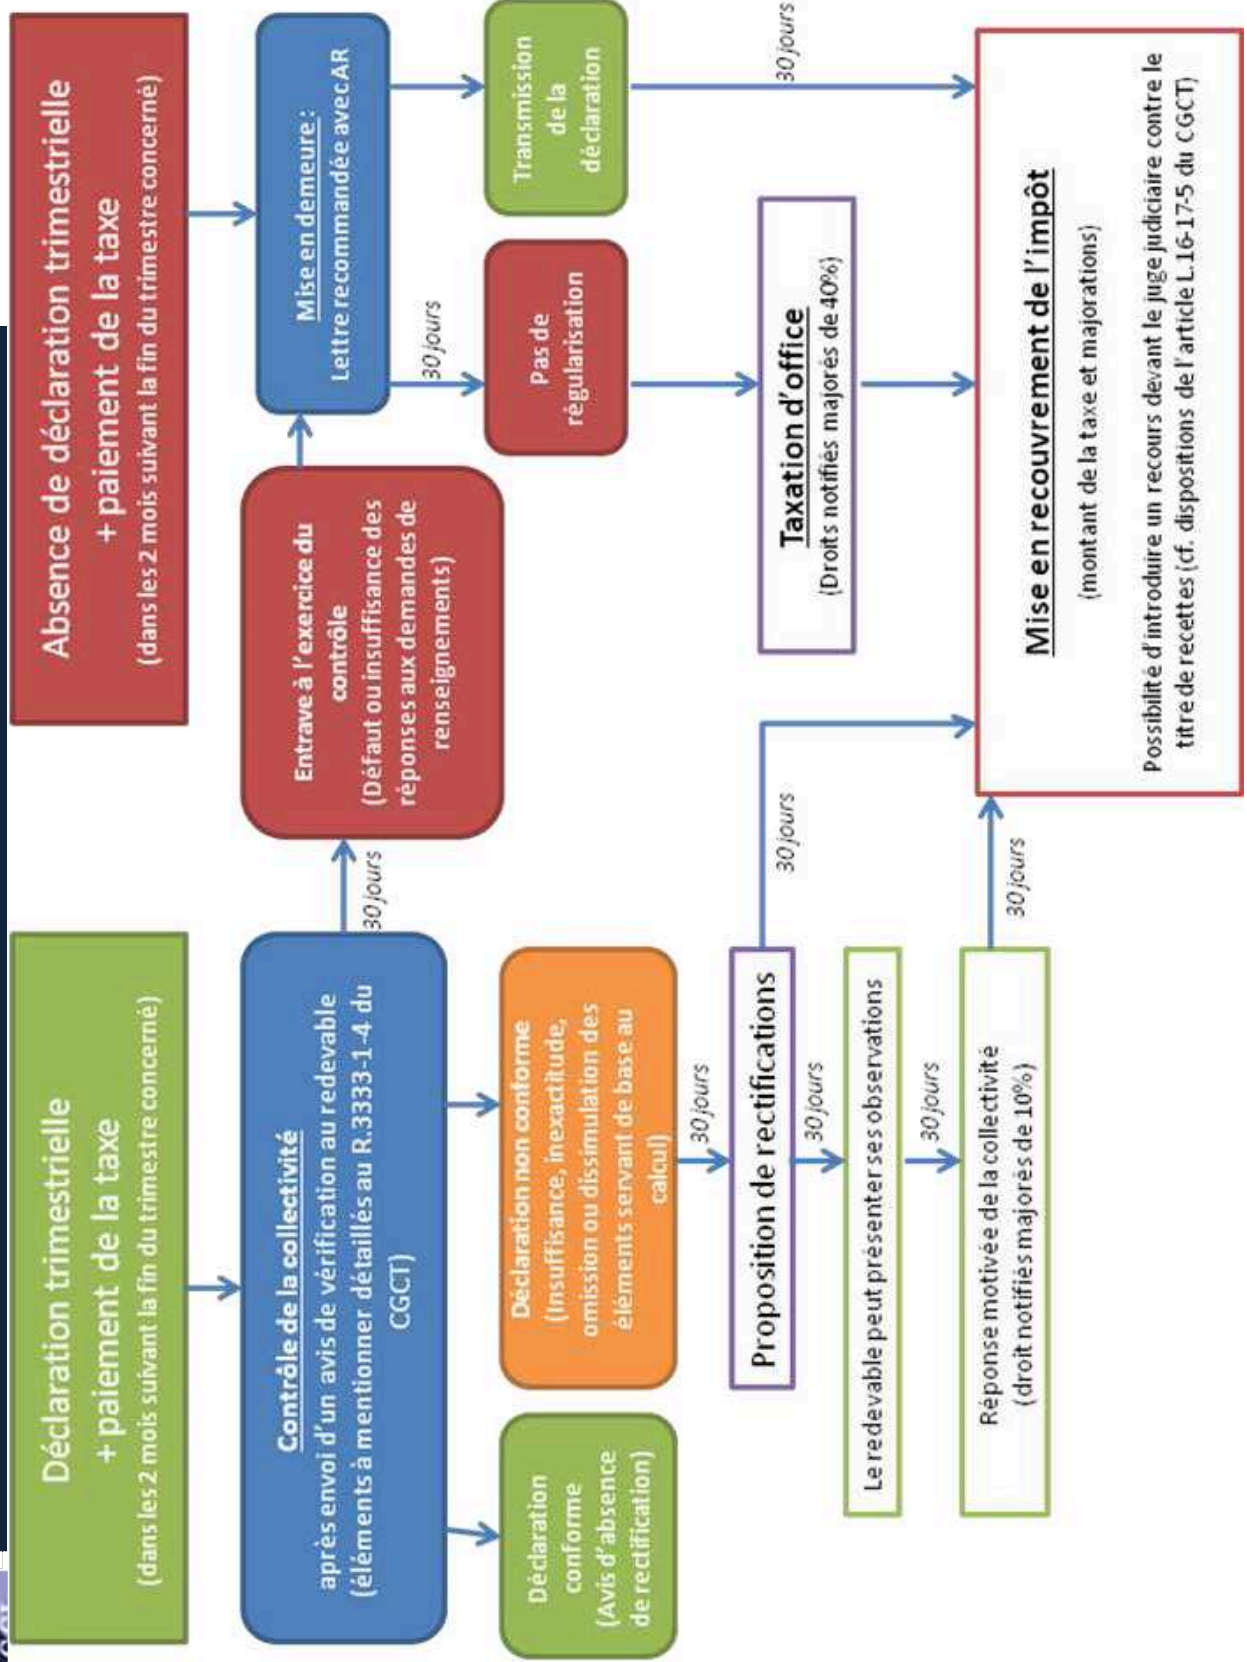 Déclaration trimestrielle
+ paiement de la taxe
(dans les 2 mois suivant la fin du trimestre concerné)
Absence de déclaration trimestrielle
+ paiement de la taxe
(dans les 2 mois suivant la fin du trimestre concerné)
Contrôle de la collectivité
après envoi d'un avis de vérification au redevable
(éléments à mentionner détaillés au R.3333-1-4 du
CGCT)
30 jours
Entrave à l'exercice du
contrôle
(Défaut ou insuffisance des
réponses aux demandes de
renseignements)
Mise en demeure :
Lettre recommandée avec AR
30 jours
Déclaration
conforme
(Avis d'absence
de rectification)
Déclaration non conforme
(Insuffisance, inexactitude,
omission ou dissimulation des
éléments servant de base au
calcul)
Pas de
régularisation
Transmission
de la
déclaration
30 jours
Proposition de rectifications
30 jours
30 jours
Taxation d'office
(Droits notifiés majorés de 40%)
30 jours
Le redevable peut présenter ses observations
30 jours
Réponse motivée de la collectivité
(droit notifiés majorés de 10%)
30 jours
Mise en recouvrement de l'impôt
(montant de la taxe et majorations)
Possibilité d'introduire un recours devant le juge judiciaire contre le
titre de recettes (cf. dispositions de l'article L.16-17-5 du CGCT)